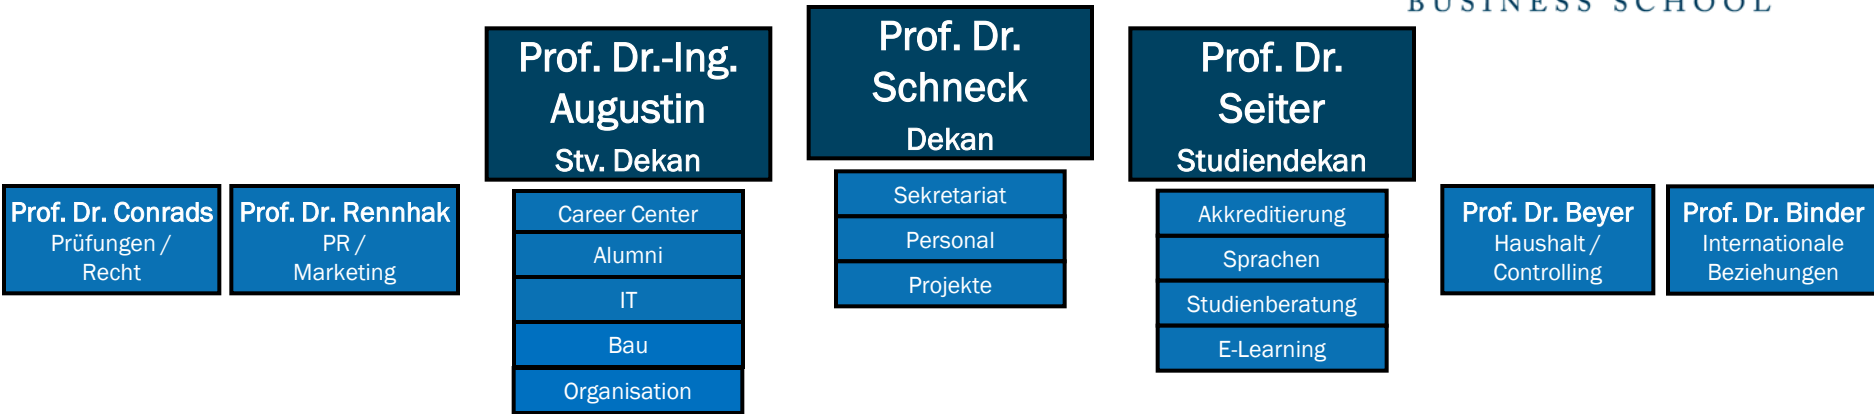 BUSINESS SCHOOL
Prof. Dr. Conrads
Prüfungen /
Recht
Prof. Dr. Rennhak
PR /
Marketing
Prof. Dr.-Ing.
Augustin
Stv. Dekan
Career Center
Alumni
IT
Bau
Organisation
Prof. Dr.
Schneck
Dekan
Sekretariat
Personal
Projekte
Prof. Dr.
Seiter
Studiendekan
Akkreditierung
Sprachen
Studienberatung
E-Learning
Prof. Dr. Beyer
Haushalt /
Controlling
Prof. Dr. Binder
Internationale
Beziehungen